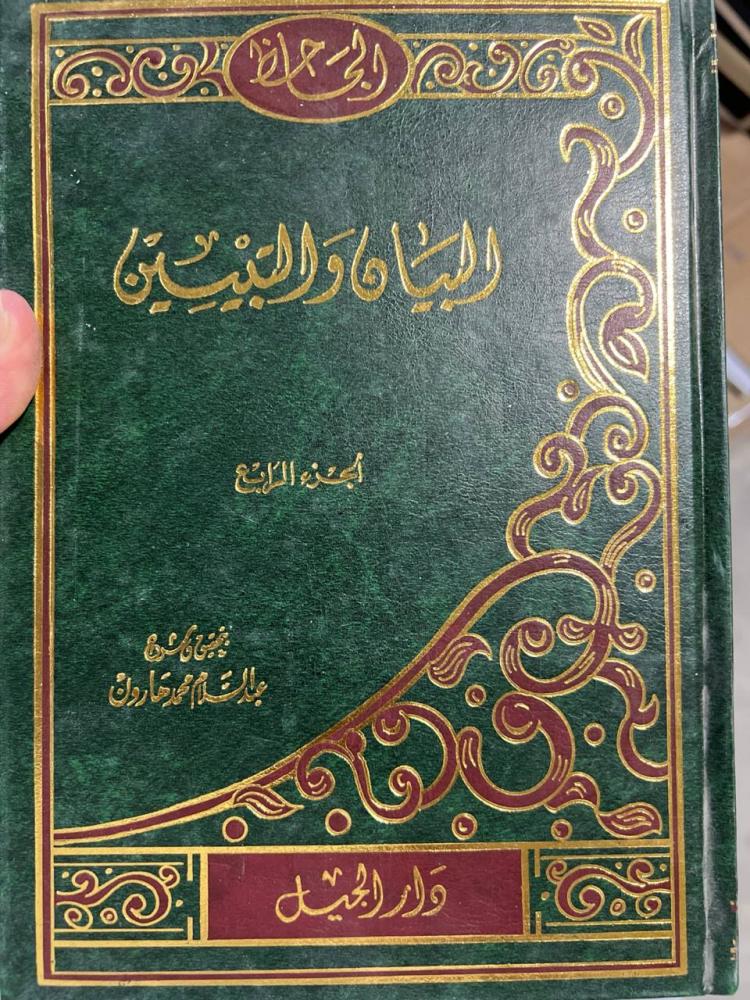 الجاحظ
البيان والتبيين
الجزء الرابع
تحقيق وشرح
عبد السلام محمد هارون
دار الجيل